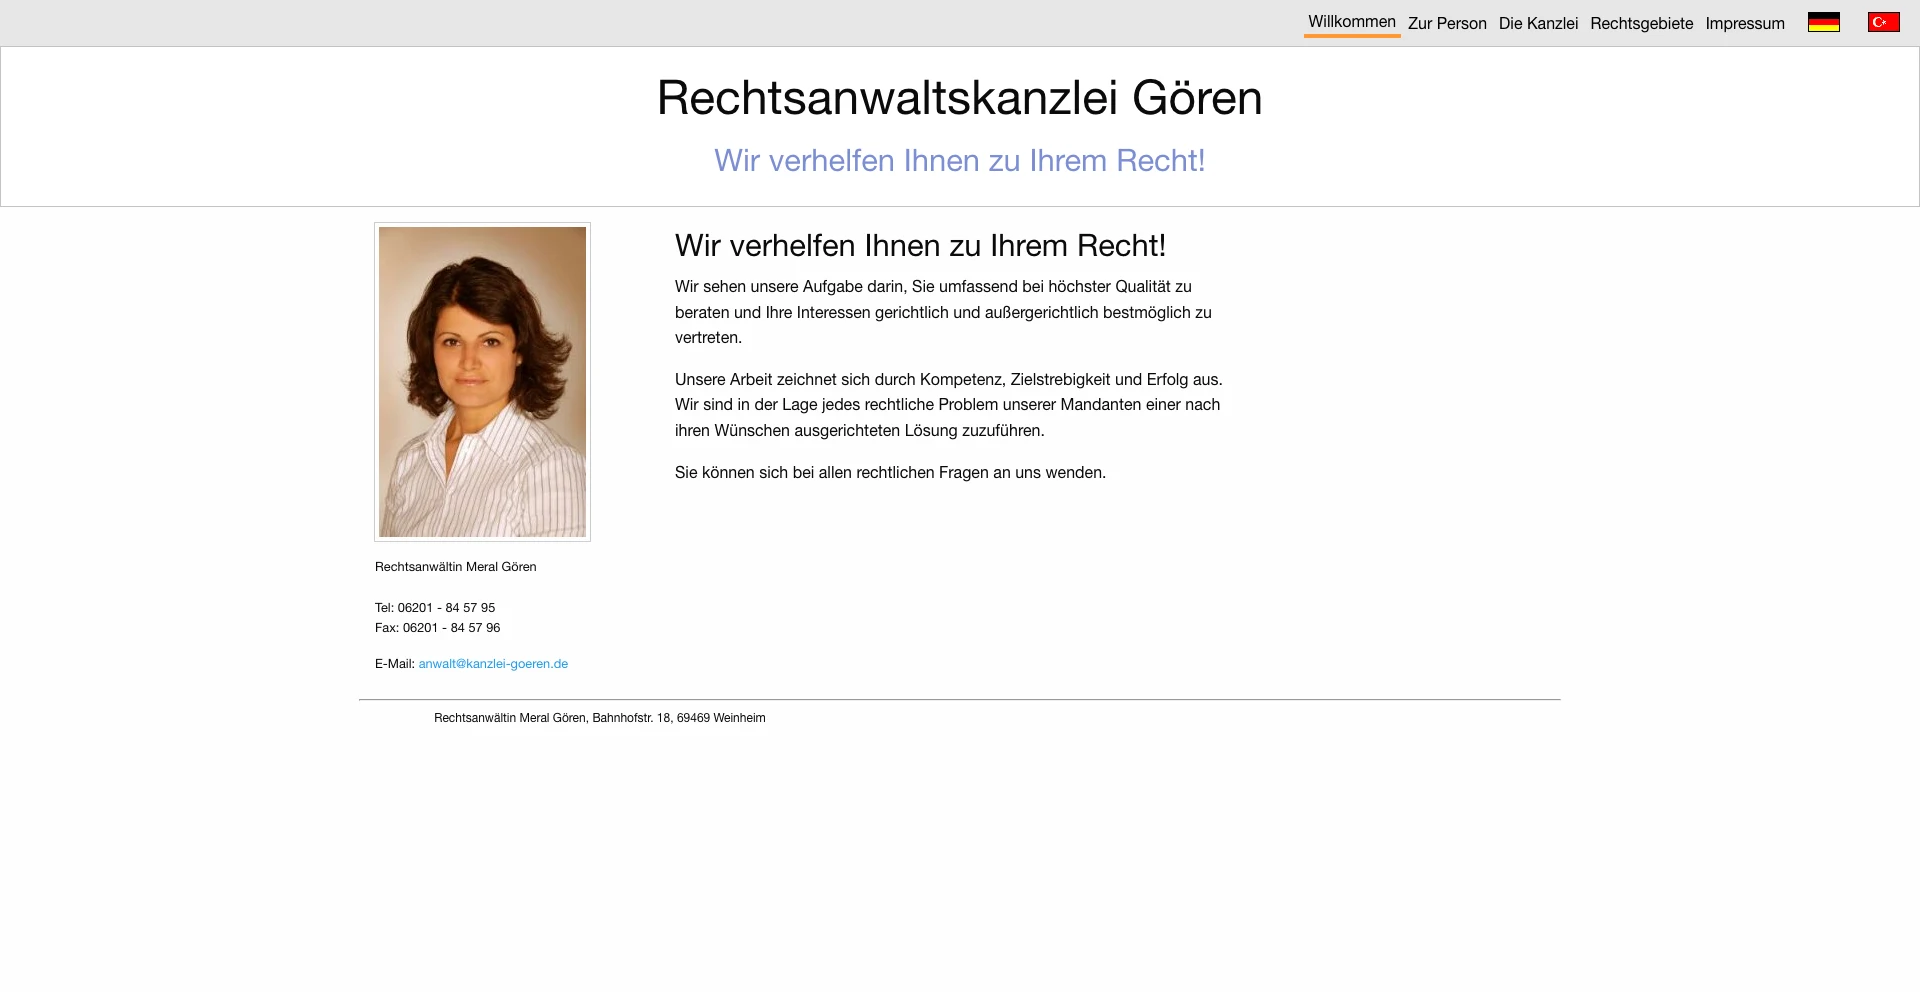 Willkommen Zur Person Die Kanzlei Rechtsgebiete Impressum
Rechtsanwaltskanzlei Gören
Wir verhelfen Ihnen zu Ihrem Recht!
Wir verhelfen Ihnen zu Ihrem Recht!
Wir sehen unsere Aufgabe darin, Sie umfassend bei höchster Qualität zu
beraten und Ihre Interessen gerichtlich und außergerichtlich bestmöglich zu
vertreten.
Unsere Arbeit zeichnet sich durch Kompetenz, Zielstrebigkeit und Erfolg aus.
Wir sind in der Lage jedes rechtliche Problem unserer Mandanten einer nach
ihren Wünschen ausgerichteten Lösung zuzuführen.
Sie können sich bei allen rechtlichen Fragen an uns wenden.
Rechtsanwältin Meral Gören
Tel: 06201 - 84 57 95
Fax: 06201 - 84 57 96
E-Mail: anwalt@kanzlei-goeren.de
Rechtsanwältin Meral Gören, Bahnhofstr. 18, 69469 Weinheim